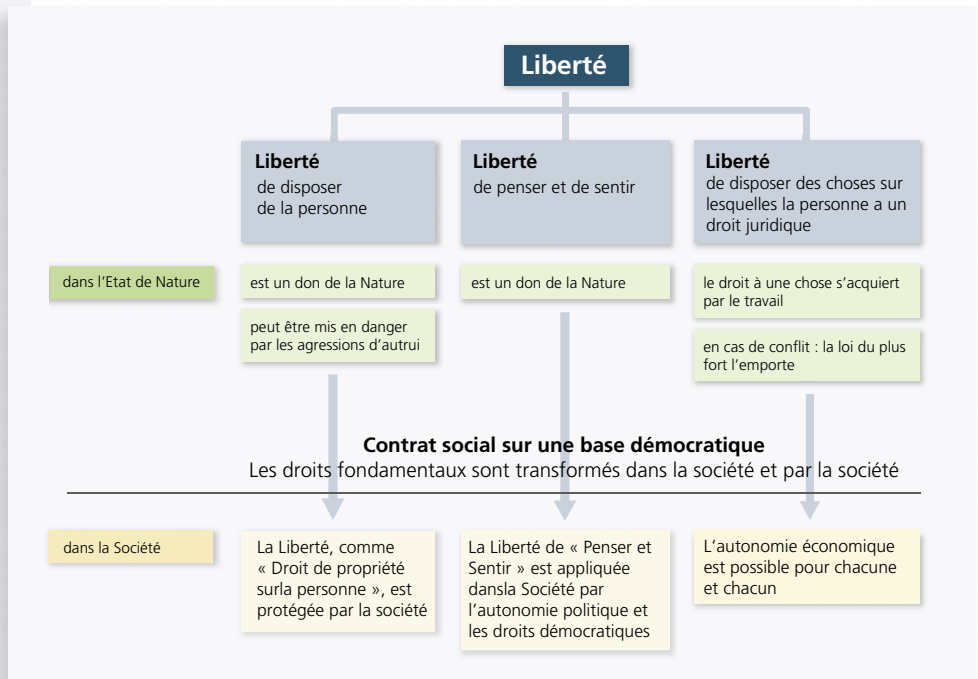 Liberté
Liberté
de disposer
de la personne
Liberté
de penser et de sentir
Liberté
de disposer des choses sur
lesquelles la personne a un
droit juridique
dans l’Etat de Nature
est un don de la Nature
peut être mis en danger
par les agressions d’autrui
est un don de la Nature
le droit à une chose s’acquiert
par le travail
en cas de conflit : la loi du plus
fort l’emporte
Contrat social sur une base démocratique
Les droits fondamentaux sont transformés dans la société et par la société
dans la Société
La Liberté, comme
« Droit de propriété
surla personne », est
protégée par la société
La Liberté de « Penser et
Sentir » est appliquée
dansla Société par
l’autonomie politique et
les droits démocratiques
L’autonomie économique
est possible pour chacune
et chacun